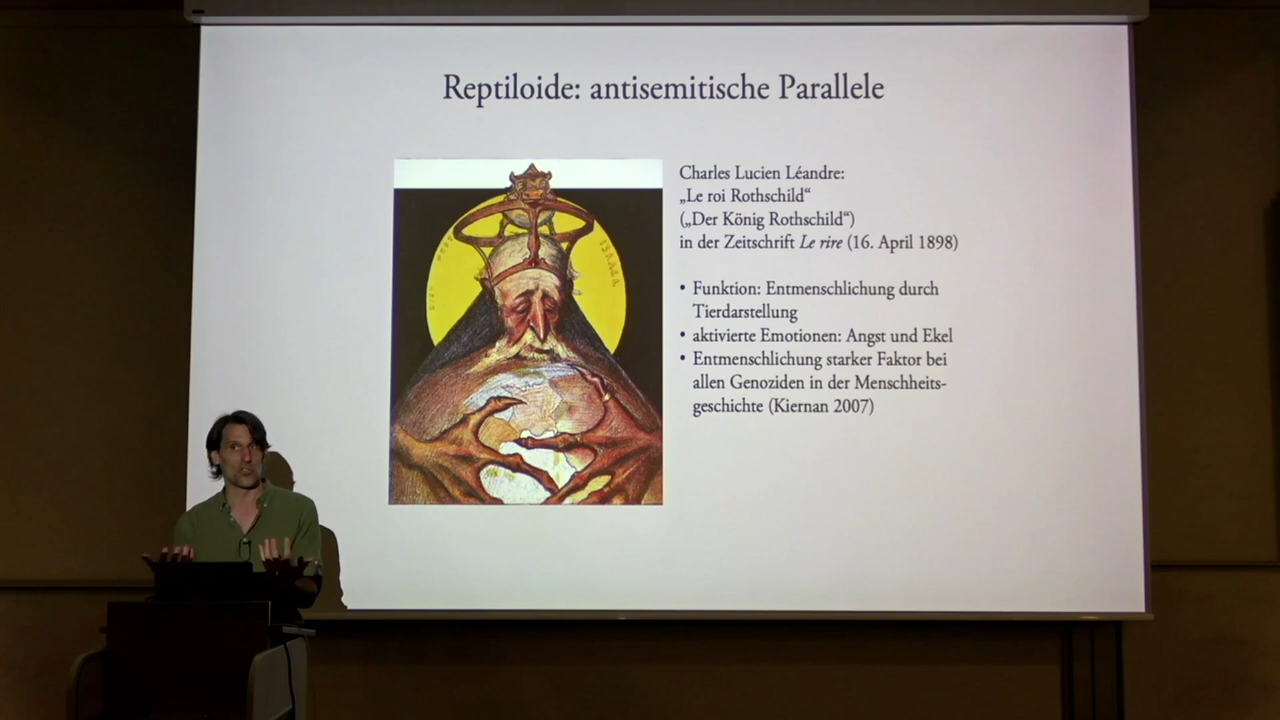 Reptiloide: antisemitische Parallele
Charles Lucien Léandre:
„Le roi Rothschild“
(„Der König Rothschild“)
in der Zeitschrift Le rire (16. April 1898)
• Funktion: Entmenschlichung durch
Tierdarstellung
• aktivierte Emotionen: Angst und Ekel
• Entmenschlichung starker Faktor bei
allen Genoziden in der Menschheits-
geschichte (Kiernan 2007)